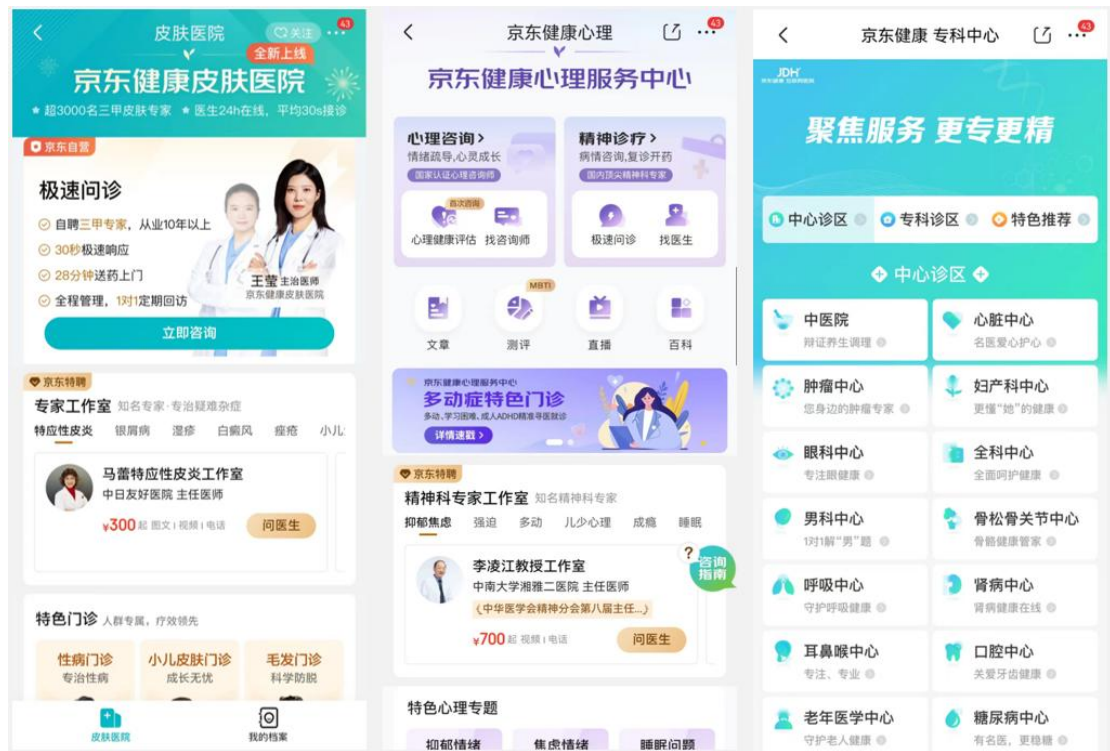 皮肤医院
关注
43
全新上线
京东健康皮肤医院
超3000名三甲皮肤专家 医生24h在线，平均30s接诊
京东自营
极速问诊
自聘三甲专家，从业10年以上
30秒极速响应
28分钟送药上门
全程管理，1对1定期回访
王莹 主治医师
京东健康皮肤医院
立即咨询
京东特聘
专家工作室 知名专家·专治疑难杂症
特应性皮炎 银屑病 湿疹 白癜风 痤疮 小儿
马蕾特应性皮炎工作室
中日友好医院 主任医师
¥300起 图文|视频|电话
问医生
特色门诊 人群专属，疗效领先
性病门诊 小儿皮肤门诊 毛发门诊
专治性病 成长无忧 科学防脱
皮肤医院 我的档案
京东健康心理
43
京东健康心理服务中心
心理咨询>
情绪疏导,心灵成长
国家认证心理咨询师
首次咨询
心理健康评估 找咨询师
精神诊疗>
病情咨询,复诊开药
国内顶尖精神科专家
极速问诊 找医生
MBTI
文章 测评 直播 百科
京东健康心理服务中心
多动症特色门诊
多动、学习困难、成人ADHD精准寻医就诊
详情速戳>
京东特聘
精神科专家工作室 知名精神科专家
抑郁焦虑 强迫 多动 儿少心理 成瘾 睡眠
?
咨询
指南
李凌江教授工作室
中南大学湘雅二医院 主任医师
《中华医学会精神分会第八届主任...》
¥700起 视频|电话
问医生
特色心理专题
抑郁情绪 焦虑情绪 睡眠问题
京东健康 专科中心
43
JDH
京东健康 互联网医院
聚焦服务 更专更精
中心诊区 专科诊区 特色推荐
中心诊区
中医院
辩证养生调理
心脏中心
名医爱心护心
肿瘤中心
您身边的肿瘤专家
妇产科中心
更懂“她”的健康
眼科中心
专注眼健康
全科中心
全面呵护健康
男科中心
1对1解“男”题
骨松骨关节中心
骨骼健康管家
呼吸中心
守护呼吸健康
肾病中心
肾病健康在线
耳鼻喉中心
专注、专业
口腔中心
关爱牙齿健康
老年医学中心
守护老人健康
糖尿病中心
有名医，更稳糖